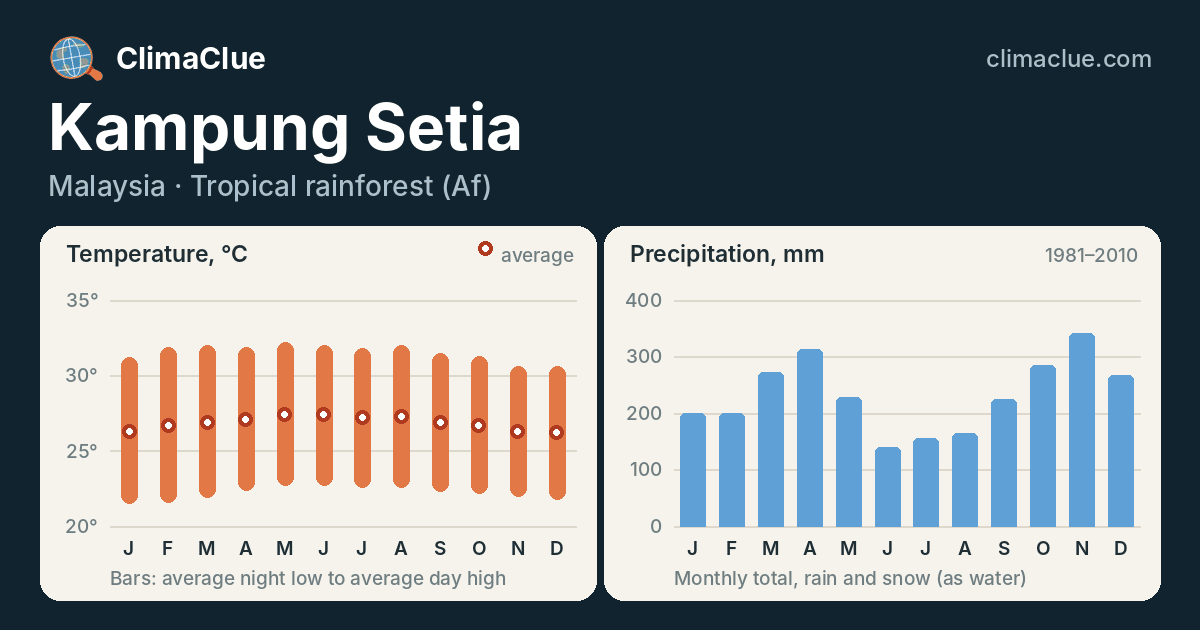 ClimaClue
climaclue.com
Kampung Setia
Malaysia · Tropical rainforest (Af)
Temperature, °C
average
35°
30°
25°
20°
J F M A M J J A S O N D
Bars: average night low to average day high
Precipitation, mm
1981–2010
400
300
200
100
0
J F M A M J J A S O N D
Monthly total, rain and snow (as water)